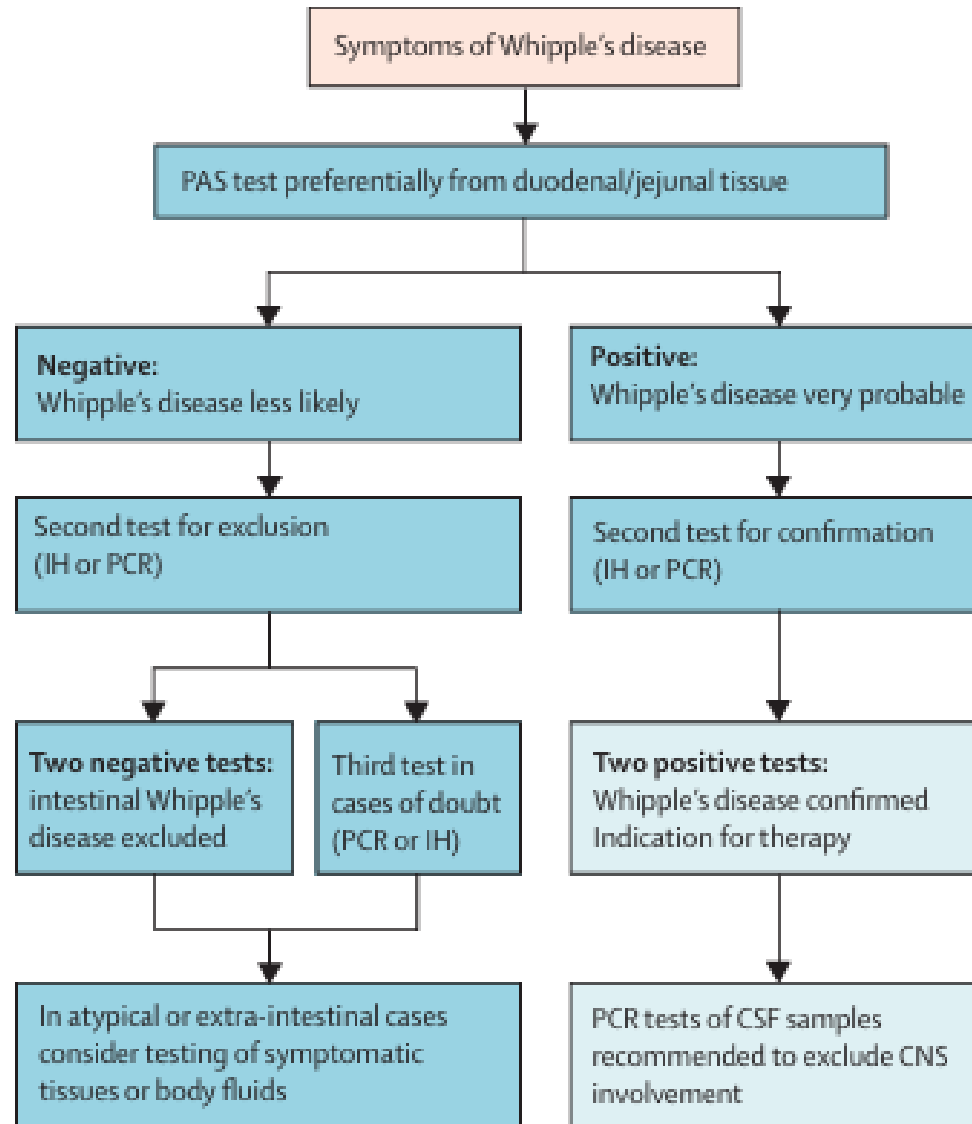 Symptoms of Whipple's disease
PAS test preferentially from duodenal/jejunal tissue
Negative:
Whipple's disease less likely
Positive:
Whipple's disease very probable
Second test for exclusion
(IH or PCR)
Second test for confirmation
(IH or PCR)
Two negative tests:
intestinal Whipple's
disease excluded
Third test in
cases of doubt
(PCR or IH)
Two positive tests:
Whipple's disease confirmed
Indication for therapy
In atypical or extra-intestinal cases
consider testing of symptomatic
tissues or body fluids
PCR tests of CSF samples
recommended to exclude CNS
involvement